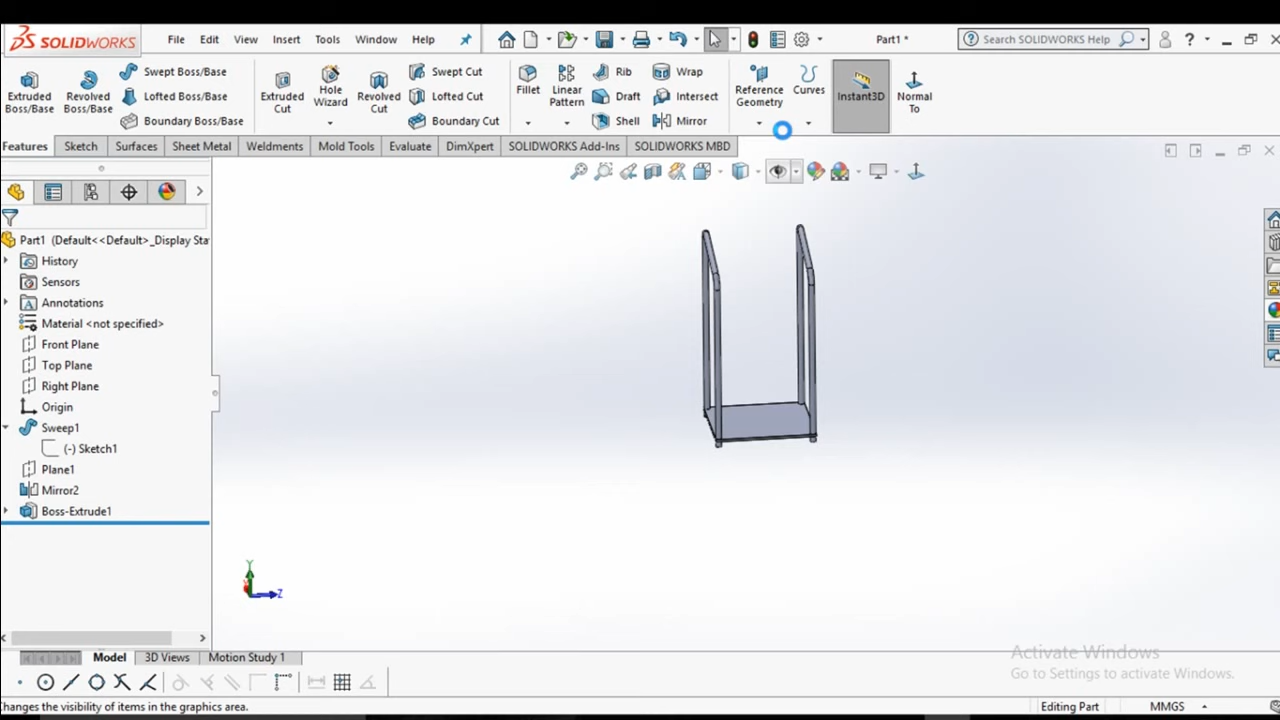 SOLIDWORKS File Edit View Insert Tools Window Help Part1 * Search SOLIDWORKS Help ?
Extruded Boss/Base
Revolved Boss/Base
Swept Boss/Base
Lofted Boss/Base
Boundary Boss/Base
Extruded Cut
Hole Wizard
Revolved Cut
Swept Cut
Lofted Cut
Boundary Cut
Fillet
Linear Pattern
Rib
Draft
Shell
Wrap
Intersect
Mirror
Reference Geometry
Curves
Instant3D
Normal To
Features Sketch Surfaces Sheet Metal Weldments Mold Tools Evaluate DimXpert SOLIDWORKS Add-Ins SOLIDWORKS MBD
Part1 (Default<<Default>_Display Sta
History
Sensors
Annotations
Material <not specified>
Front Plane
Top Plane
Right Plane
Origin
Sweep1
(-) Sketch1
Plane1
Mirror2
Boss-Extrude1
Y
Z
Activate Windows
Go to Settings to activate Windows.
Model 3D Views Motion Study 1
Changes the visibility of items in the graphics area. Editing Part MMGS